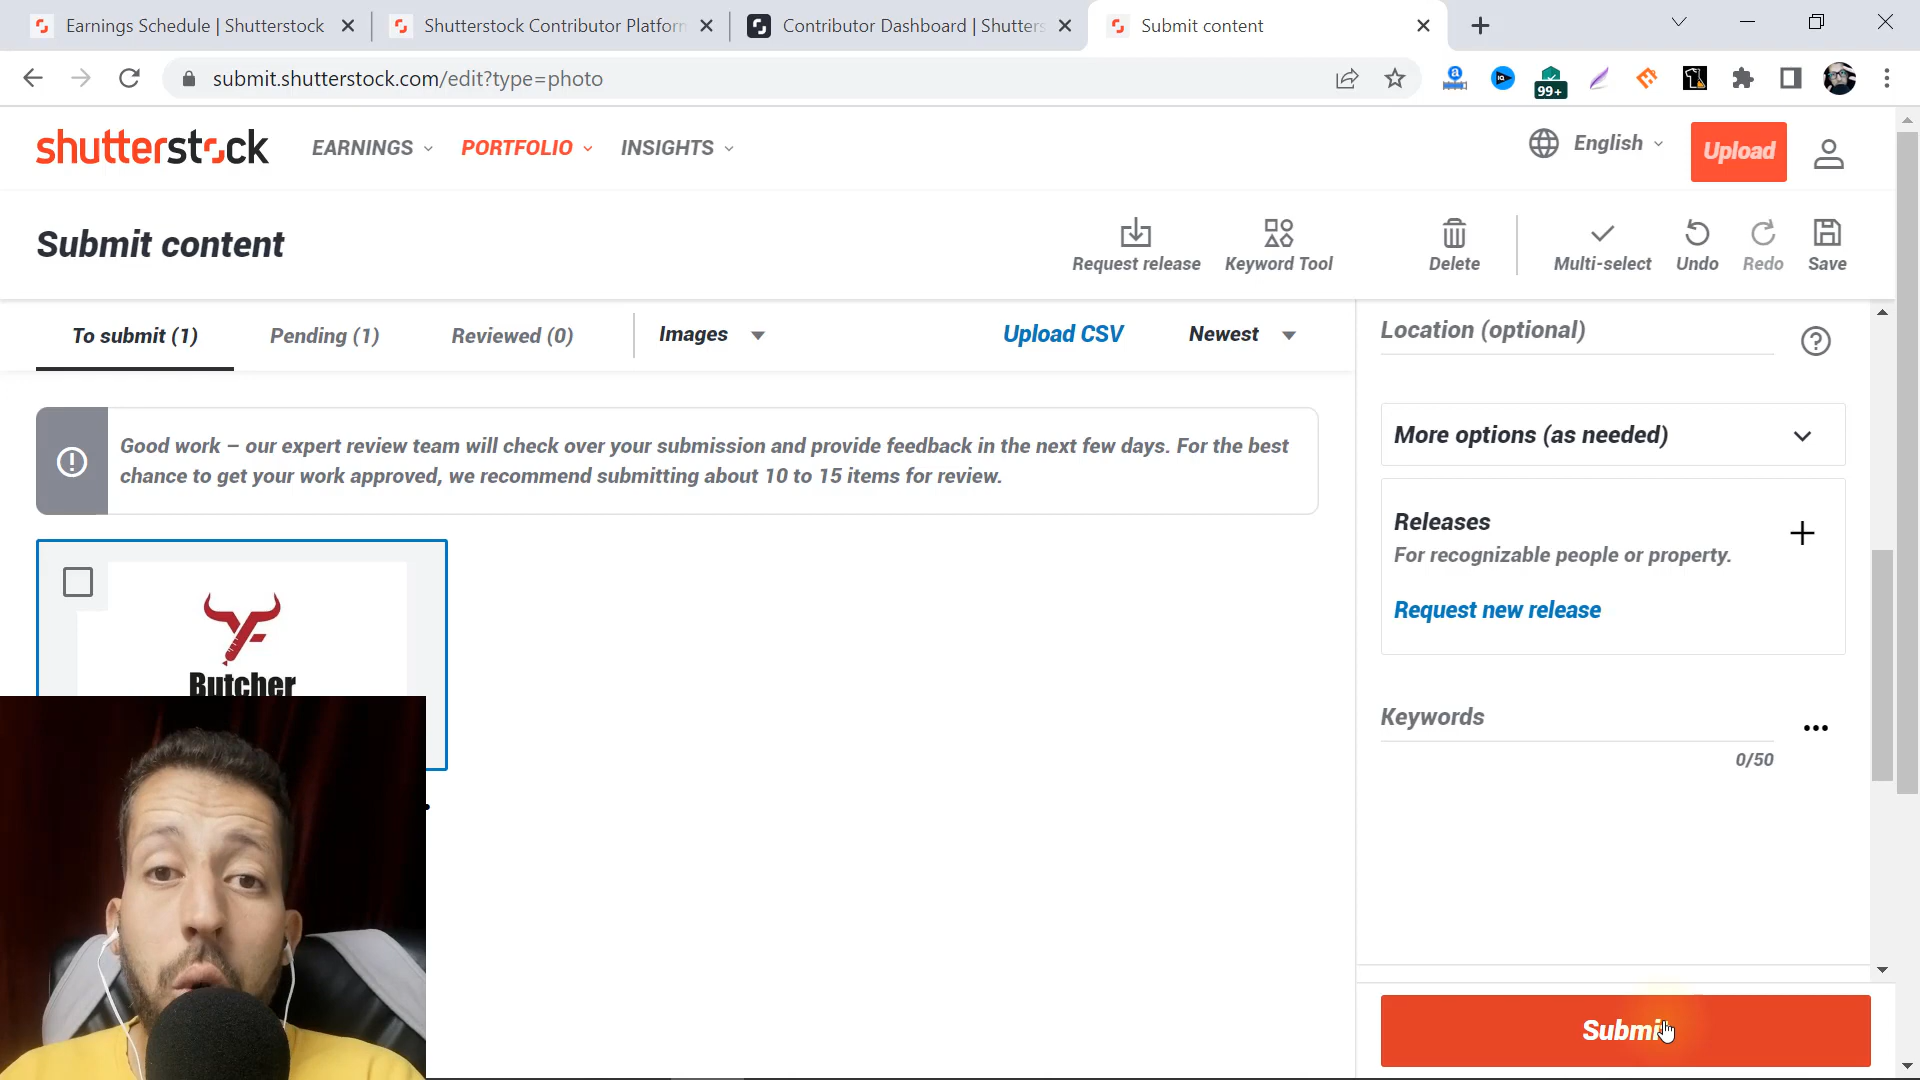 Earnings Schedule | Shutterstock
Shutterstock Contributor Platform
Contributor Dashboard | Shutters
Submit content
submit.shutterstock.com/edit?type=photo
99+
shutterstock
EARNINGS
PORTFOLIO
INSIGHTS
English
Upload
Submit content
Request release
Keyword Tool
Delete
Multi-select
Undo
Redo
Save
To submit (1)
Pending (1)
Reviewed (0)
Images
Upload CSV
Newest
Location (optional)
Good work – our expert review team will check over your submission and provide feedback in the next few days. For the best
chance to get your work approved, we recommend submitting about 10 to 15 items for review.
More options (as needed)
Releases
For recognizable people or property.
Request new release
Butcher
Keywords
0/50
Submit